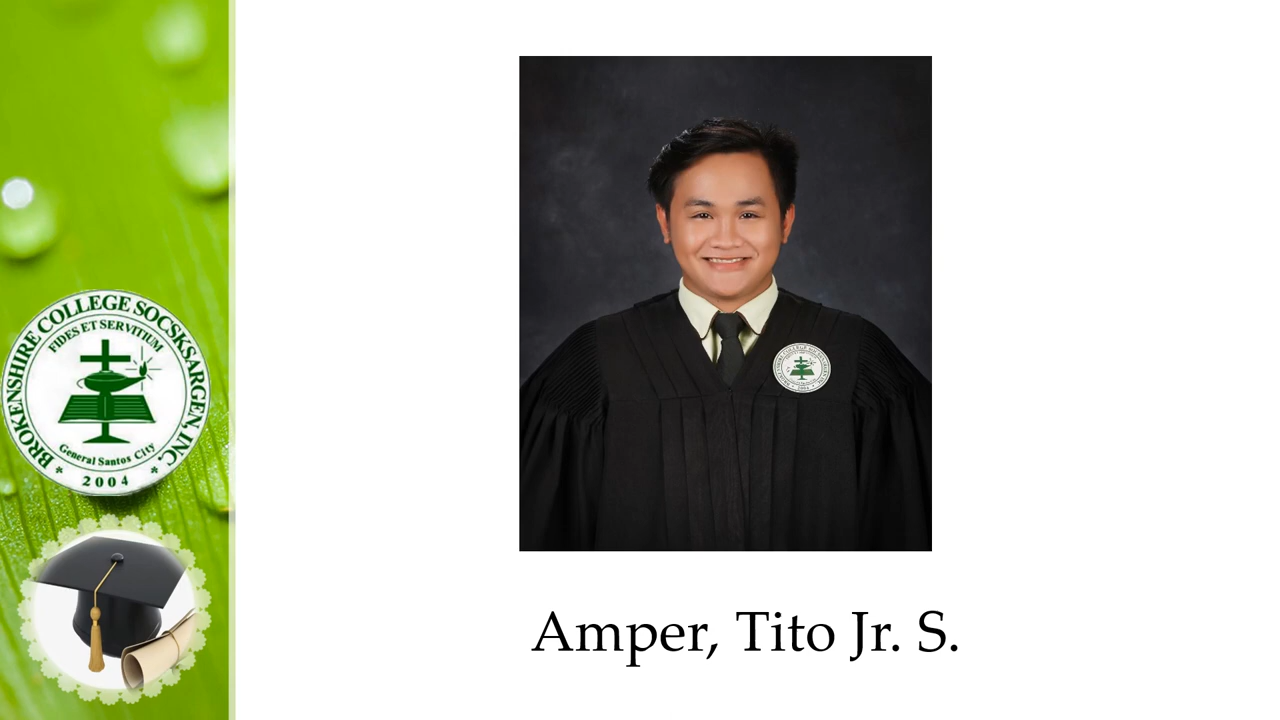 BROKENSHIRE COLLEGE SOCSKSARGEN, INC.
FIDES ET SERVITIUM
General Santos City
* 2004 *
Amper, Tito Jr. S.